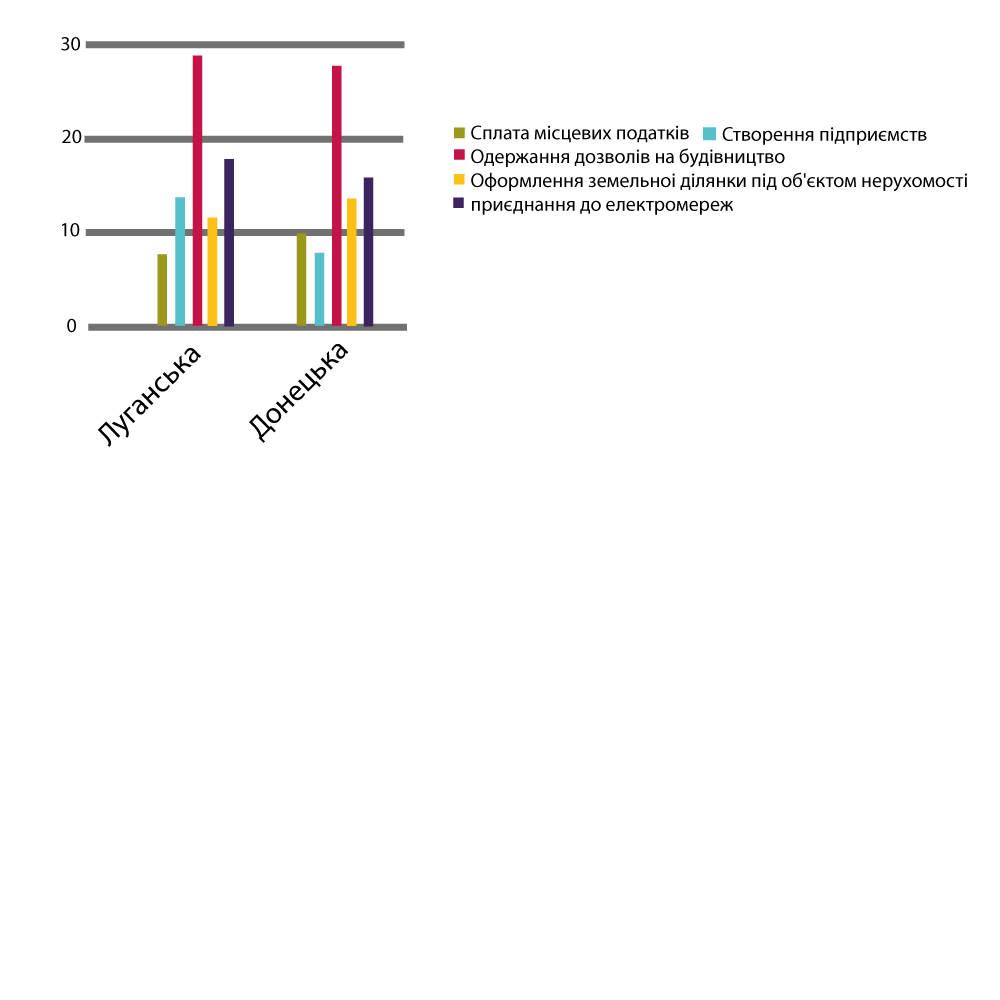 30
20
10
0
Луганська
Донецька
Сплата місцевих податків Створення підприємств
Одержання дозволів на будівництво
Оформлення земельної ділянки під об'єктом нерухомості
приєднання до електромереж